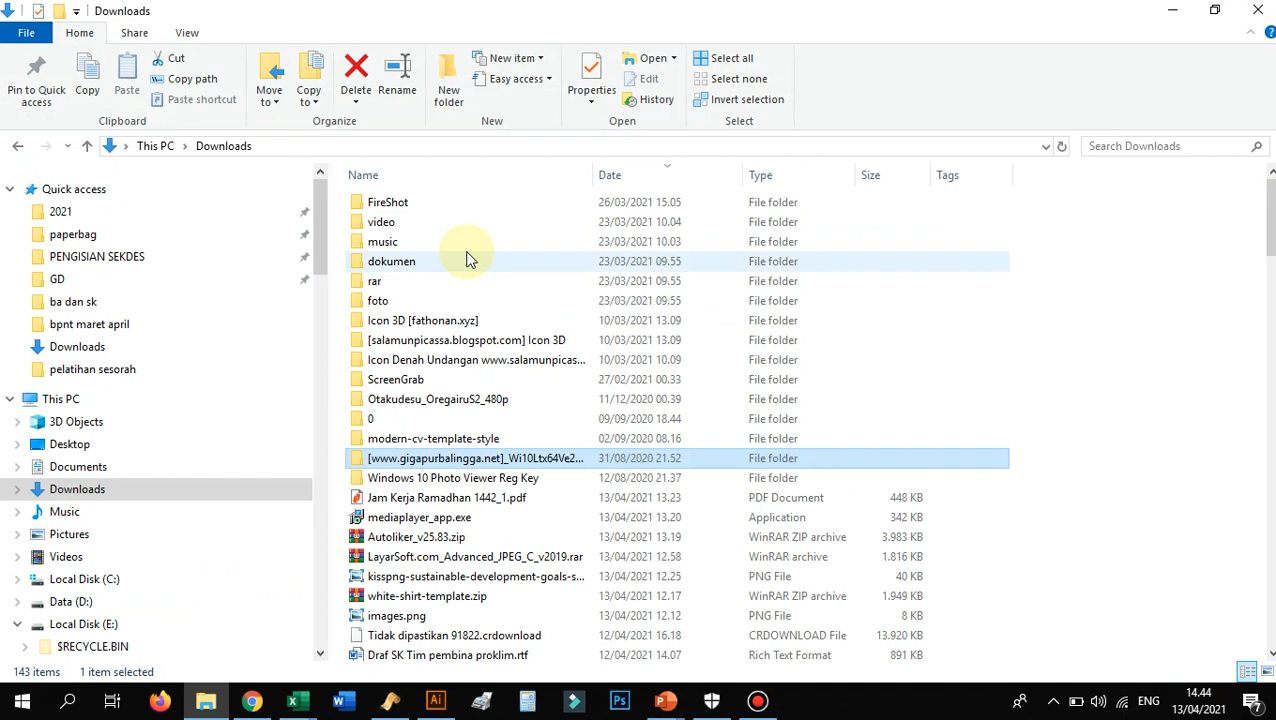 Downloads
File Home Share View
Pin to Quick access
Copy
Paste
Cut
Copy path
Paste shortcut
Move to
Copy to
Delete
Rename
New folder
New item
Easy access
Properties
Open
Edit
History
Select all
Select none
Invert selection
Clipboard Organize New Open Select
This PC Downloads
Search Downloads
Name Date Type Size Tags
Quick access
2021
paperbag
PENGISIAN SEKDES
GD
ba dan sk
bpnt maret april
Downloads
pelatihan sesorah
This PC
3D Objects
Desktop
Documents
Downloads
Music
Pictures
Videos
Local Disk (C:)
Data (D:)
Local Disk (E:)
$RECYCLE.BIN
FireShot 26/03/2021 15.05 File folder
video 23/03/2021 10.04 File folder
music 23/03/2021 10.03 File folder
dokumen 23/03/2021 09.55 File folder
rar 23/03/2021 09.55 File folder
foto 23/03/2021 09.55 File folder
Icon 3D [fathonan.xyz] 10/03/2021 13.09 File folder
[salamunpicassa.blogspot.com] Icon 3D 10/03/2021 13.09 File folder
Icon Denah Undangan www.salamunpicas... 10/03/2021 10.09 File folder
ScreenGrab 27/02/2021 00.33 File folder
Otakudesu_OregairuS2_480p 11/12/2020 00.39 File folder
0 09/09/2020 18.44 File folder
modern-cv-template-style 02/09/2020 08.16 File folder
[www.gigapurbalingga.net]_Wi10Ltx64Ve2... 31/08/2020 21.52 File folder
Windows 10 Photo Viewer Reg Key 12/08/2020 21.37 File folder
Jam Kerja Ramadhan 1442_1.pdf 13/04/2021 13.23 PDF Document 448 KB
mediaplayer_app.exe 13/04/2021 13.20 Application 342 KB
Autoliker_v25.83.zip 13/04/2021 13.19 WinRAR ZIP archive 3.983 KB
LayarSoft.com_Advanced_JPEG_C_v2019.rar 13/04/2021 12.58 WinRAR archive 1.816 KB
kisspng-sustainable-development-goals-s... 13/04/2021 12.25 PNG File 40 KB
white-shirt-template.zip 13/04/2021 12.17 WinRAR ZIP archive 1.949 KB
images.png 13/04/2021 12.12 PNG File 8 KB
Tidak dipastikan 91822.crdownload 12/04/2021 16.18 CRDOWNLOAD File 13.920 KB
Draf SK Tim pembina proklim.rtf 12/04/2021 14.07 Rich Text Format 891 KB
143 items 1 item selected
ENG
14.44
13/04/2021
7